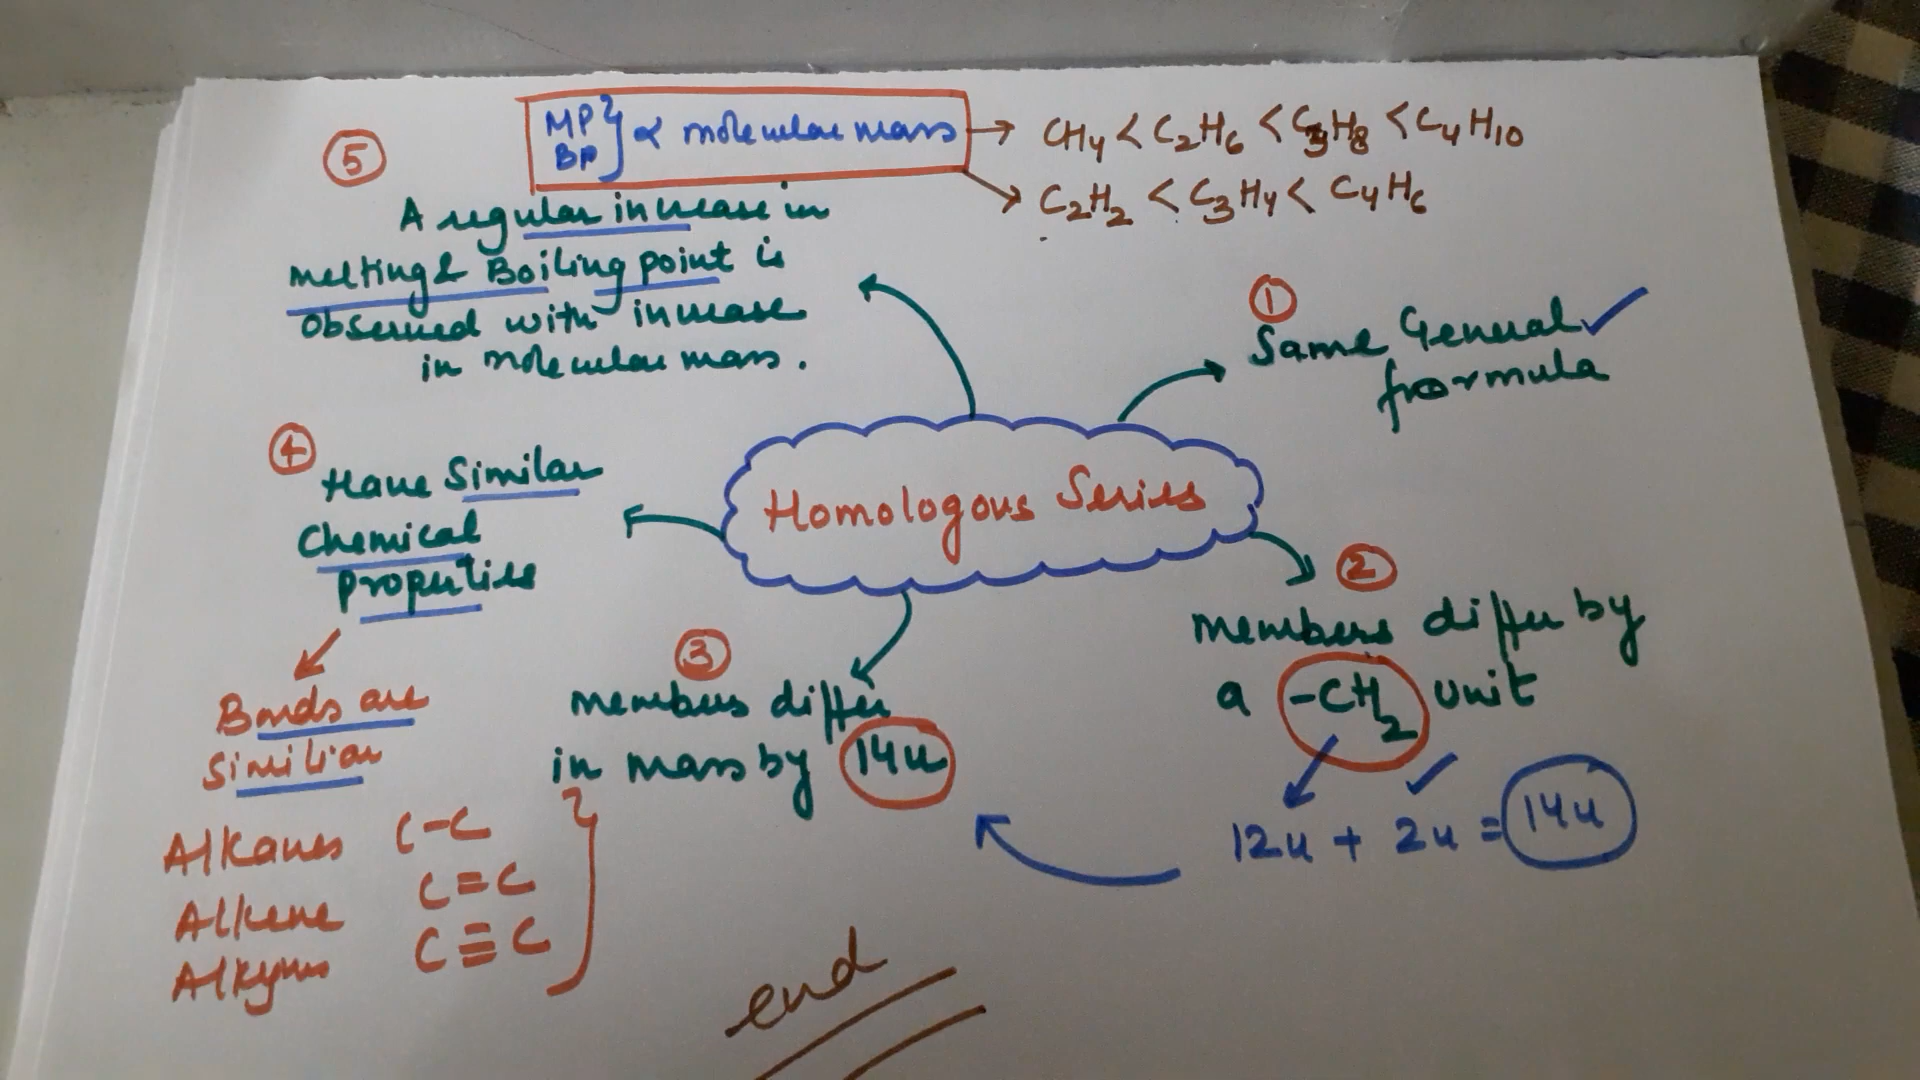 Homologous Series
①
Same General
formula
②
members differ by
a -CH₂ unit
12u + 2u = 14u
③
members differ
in mass by 14u
④
Have Similar
Chemical
properties
Bonds are
Similiar
Alkanes C-C
Alkene C=C
Alkynes C≡C
⑤
MP
BP } ∝ molecular mass → CH₄ < C₂H₆ < C₃H₈ < C₄H₁₀
→ C₂H₂ < C₃H₄ < C₄H₆
A regular increase in
melting & Boiling point is
observed with increase
in molecular mass.
end